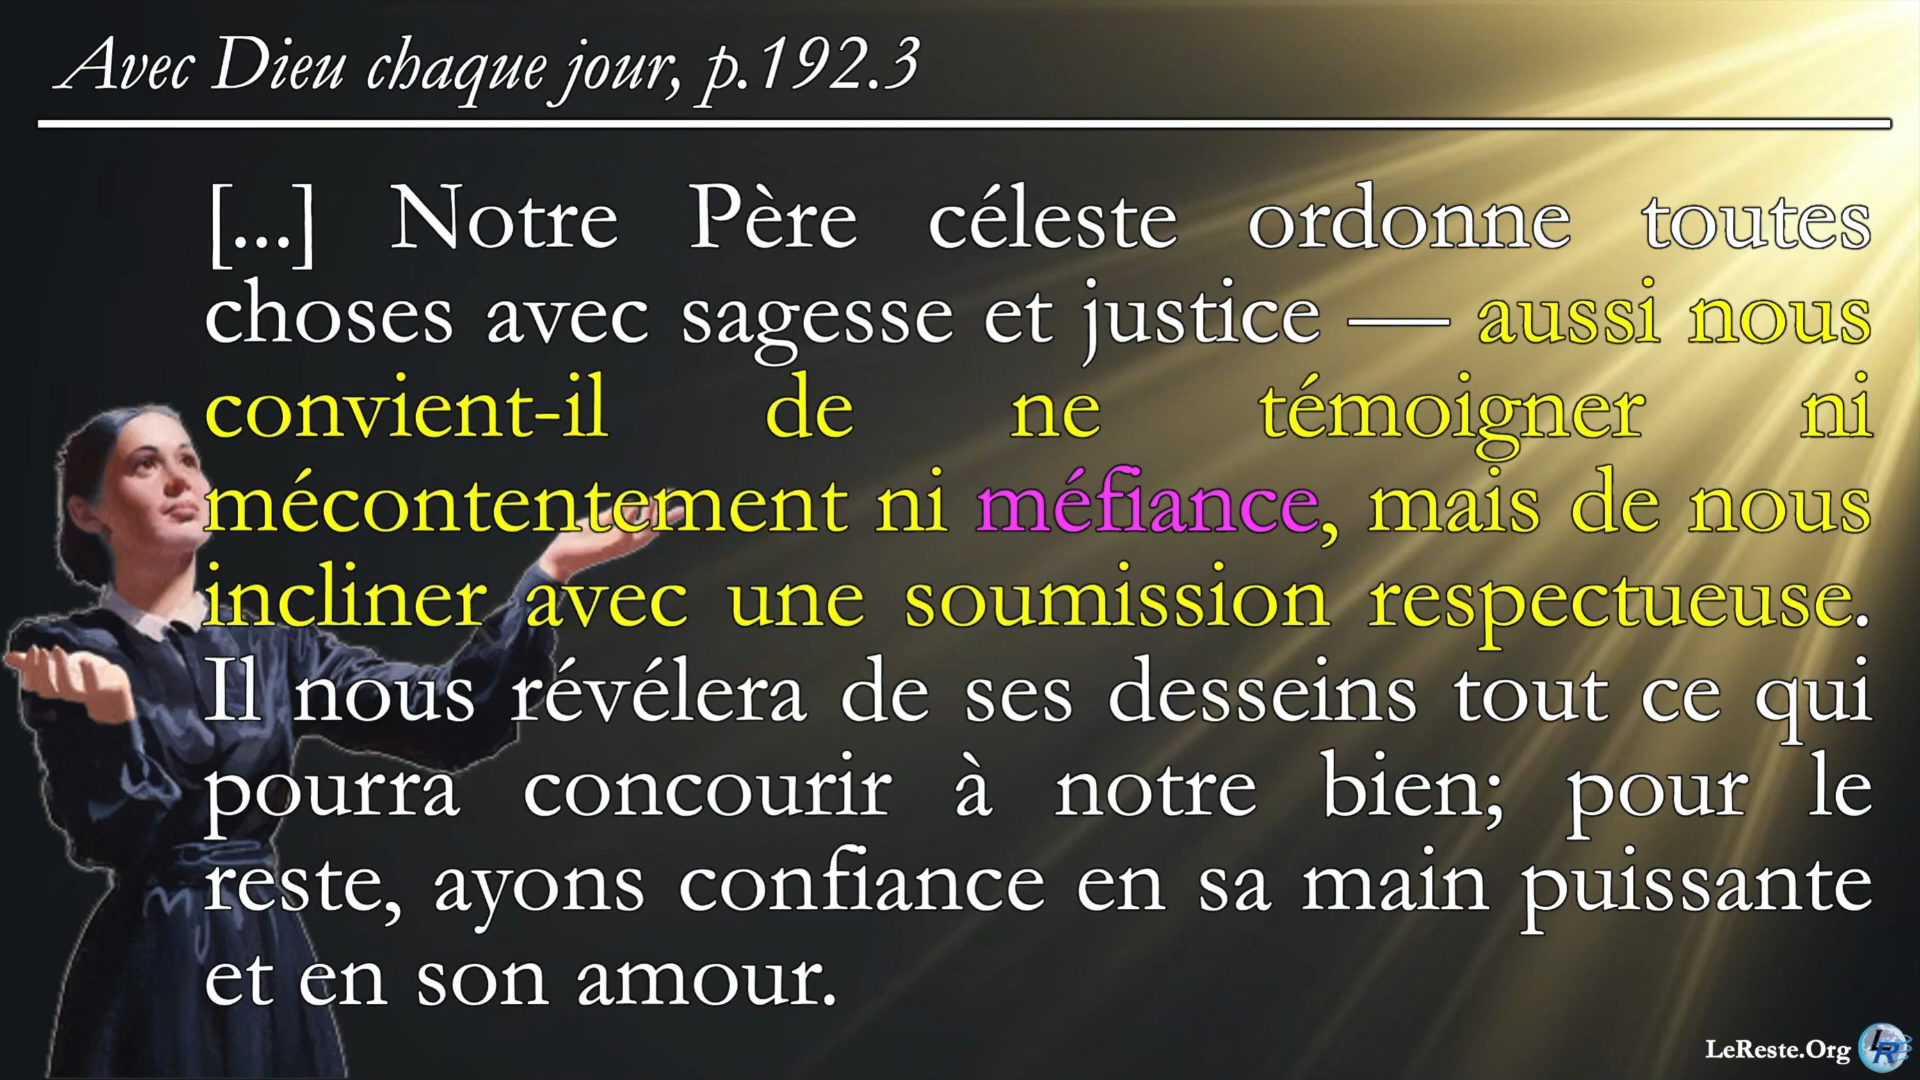 Avec Dieu chaque jour, p.192.3
[...] Notre Père céleste ordonne toutes
choses avec sagesse et justice — aussi nous
convient-il de ne témoigner ni
mécontentement ni méfiance, mais de nous
incliner avec une soumission respectueuse.
Il nous révélera de ses desseins tout ce qui
pourra concourir à notre bien; pour le
reste, ayons confiance en sa main puissante
et en son amour.
LeReste.Org
LR